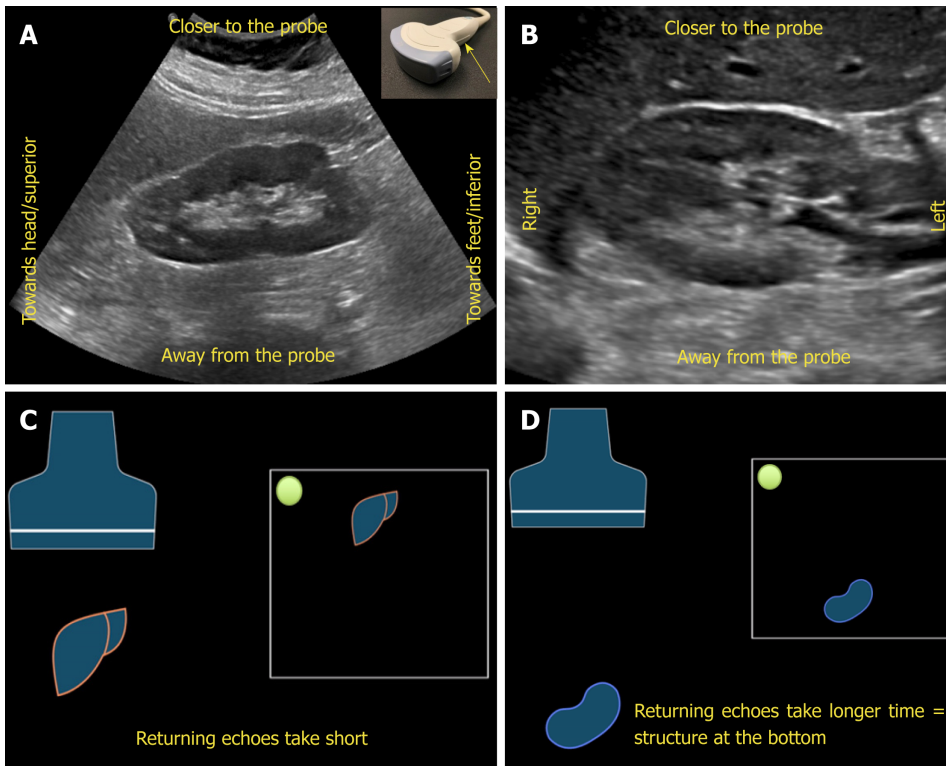 A
Closer to the probe
Towards head/superior
Towards feet/inferior
Away from the probe
B
Closer to the probe
Right
Left
Away from the probe
C
Returning echoes take short
D
Returning echoes take longer time =
structure at the bottom